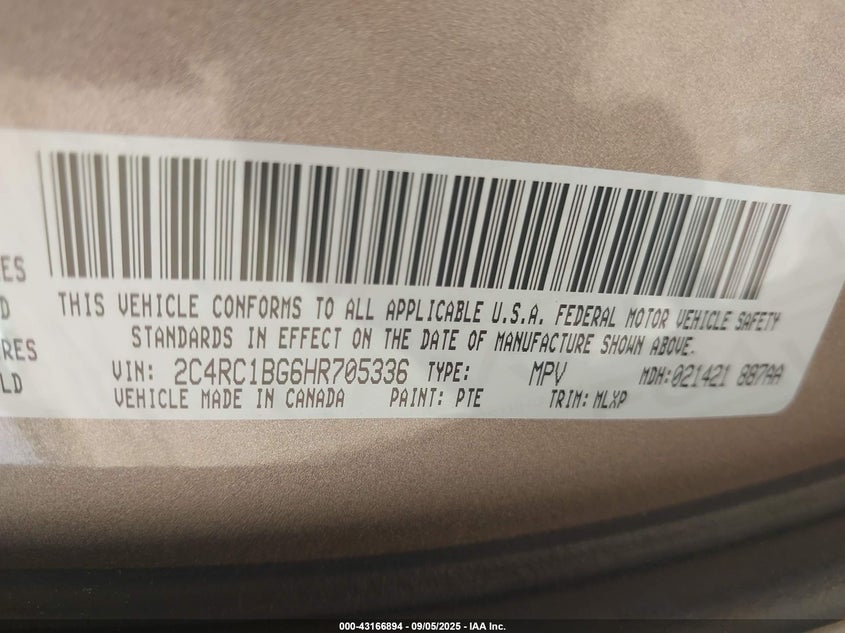 ES
D
RES
LD
THIS VEHICLE CONFORMS TO ALL APPLICABLE U.S.A. FEDERAL MOTOR VEHICLE SAFETY
STANDARDS IN EFFECT ON THE DATE OF MANUFACTURE SHOWN ABOVE.
VIN: 2C4RC1BG6HR705336 TYPE: MPV MDH:021421 887AA
VEHICLE MADE IN CANADA PAINT: PTE TRIM: MLXP
000-43166894 - 09/05/2025 - IAA Inc.